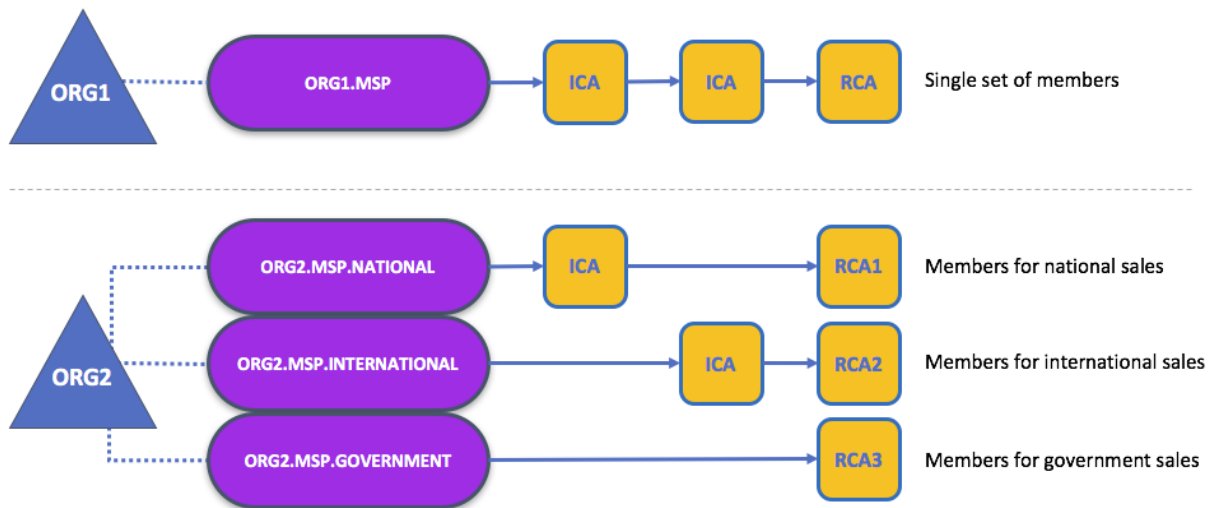 ORG1
ORG1.MSP
ICA
ICA
RCA
Single set of members
ORG2.MSP.NATIONAL
ICA
RCA1
Members for national sales
ORG2
ORG2.MSP.INTERNATIONAL
ICA
RCA2
Members for international sales
ORG2.MSP.GOVERNMENT
RCA3
Members for government sales